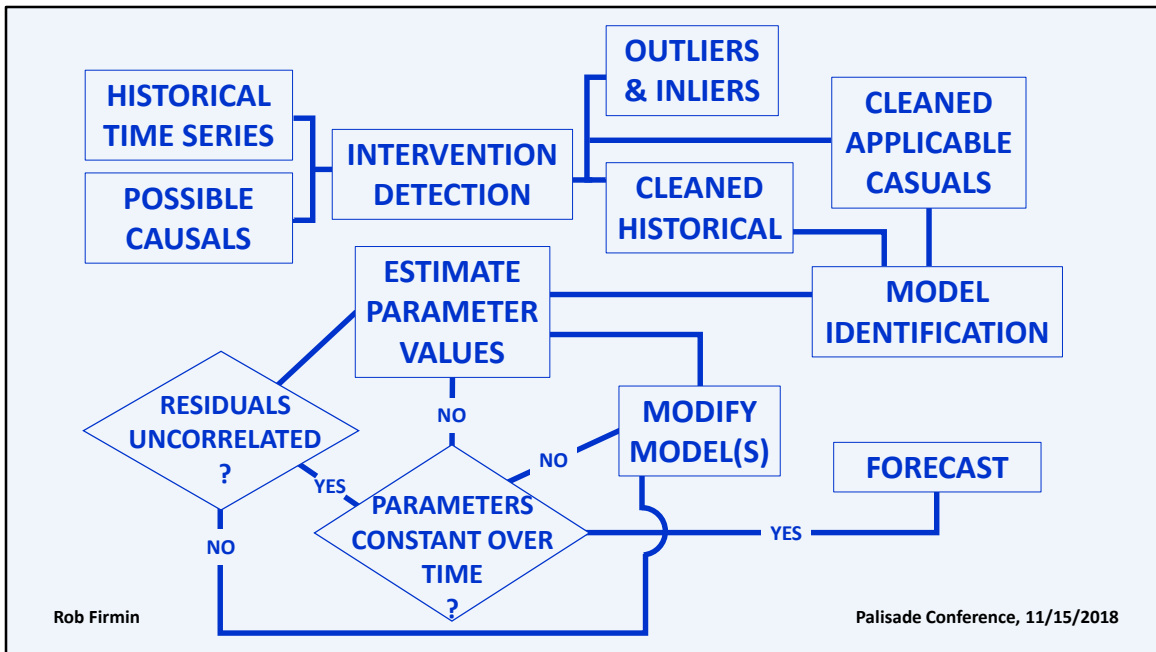 HISTORICAL
TIME SERIES
POSSIBLE
CAUSALS
INTERVENTION
DETECTION
OUTLIERS
& INLIERS
CLEANED
HISTORICAL
CLEANED
APPLICABLE
CASUALS
MODEL
IDENTIFICATION
ESTIMATE
PARAMETER
VALUES
RESIDUALS
UNCORRELATED
?
YES
NO
NO
NO
PARAMETERS
CONSTANT OVER
TIME
?
MODIFY
MODEL(S)
YES
FORECAST
Rob Firmin
Palisade Conference, 11/15/2018